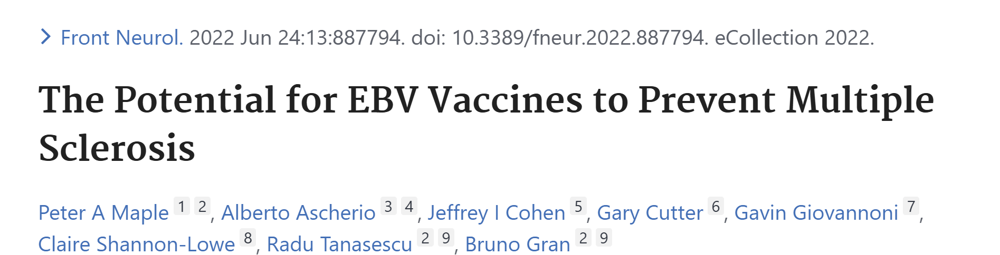 > Front Neurol. 2022 Jun 24:13:887794. doi: 10.3389/fneur.2022.887794. eCollection 2022.
The Potential for EBV Vaccines to Prevent Multiple
Sclerosis
Peter A Maple 1 2, Alberto Ascherio 3 4, Jeffrey I Cohen 5, Gary Cutter 6, Gavin Giovannoni 7,
Claire Shannon-Lowe 8, Radu Tanasescu 2 9, Bruno Gran 2 9